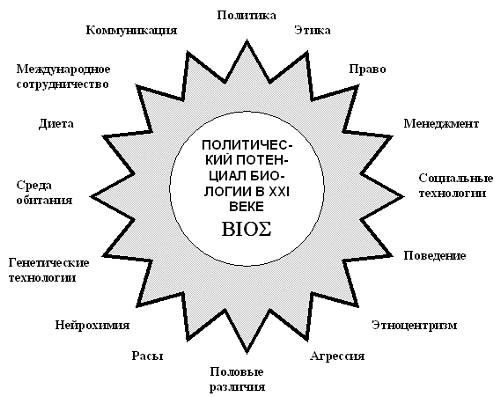 Политика
Коммуникация
Этика
Международное
сотрудничество
Право
Диета
Менеджмент
ПОЛИТИЧЕС-
КИЙ ПОТЕН-
ЦИАЛ БИО-
ЛОГИИ В XXI
ВЕКЕ
ΒΙΟΣ
Среда
обитания
Социальные
технологии
Генетические
технологии
Поведение
Нейрохимия
Этноцентризм
Расы
Агрессия
Половые
различия